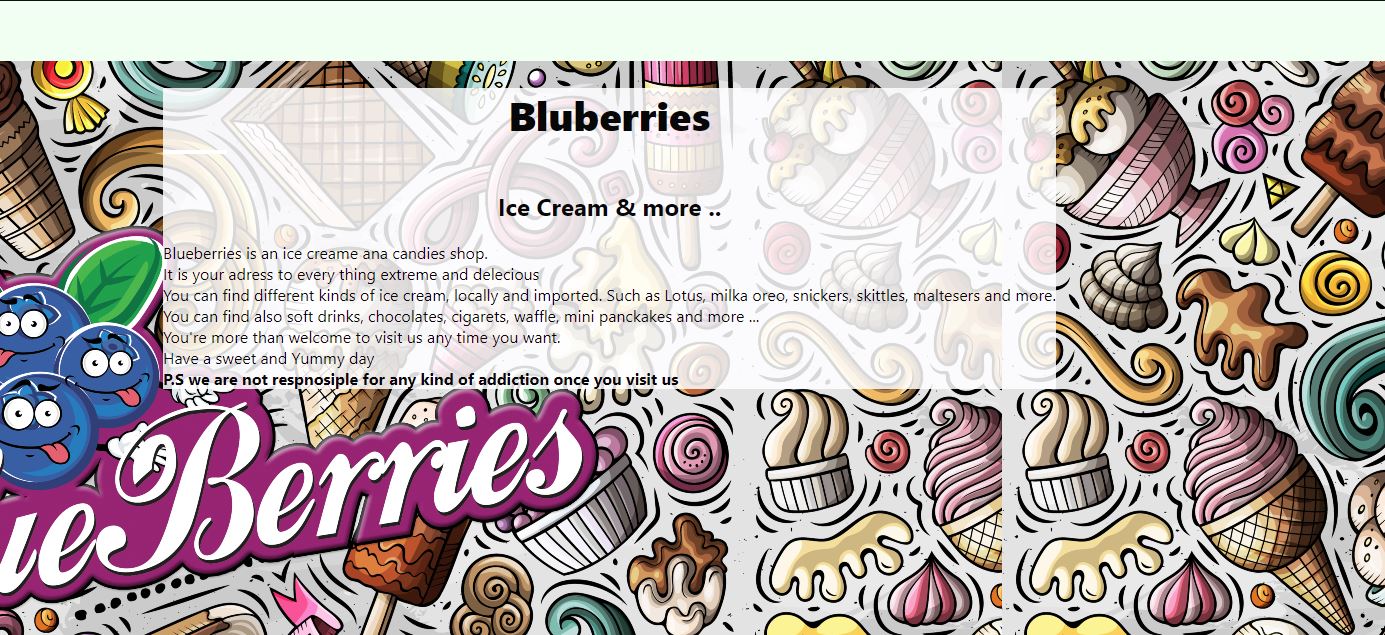 Bluberries
Ice Cream & more ..
Blueberries is an ice creame ana candies shop.
It is your adress to every thing extreme and delecious
You can find different kinds of ice cream, locally and imported. Such as Lotus, milka oreo, snickers, skittles, maltesers and more.
You can find also soft drinks, chocolates, cigarets, waffle, mini panckakes and more ...
You're more than welcome to visit us any time you want.
Have a sweet and Yummy day
P.S we are not respnosiple for any kind of addiction once you visit us
ueBerries